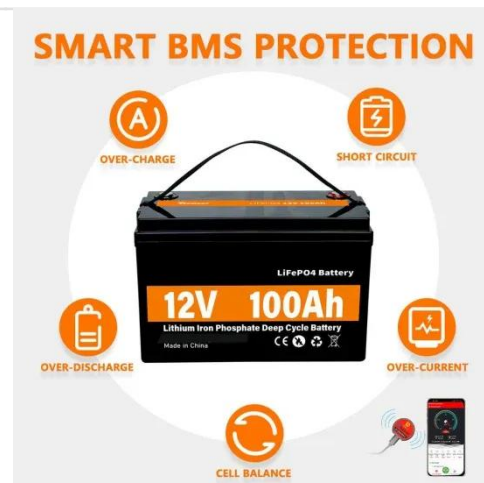 SMART BMS PROTECTION
OVER-CHARGE
SHORT CIRCUIT
LiFePO4 Battery
12V 100Ah
Lithium Iron Phosphate Deep Cycle Battery
Made in China
CE
OVER-DISCHARGE
OVER-CURRENT
CELL BALANCE